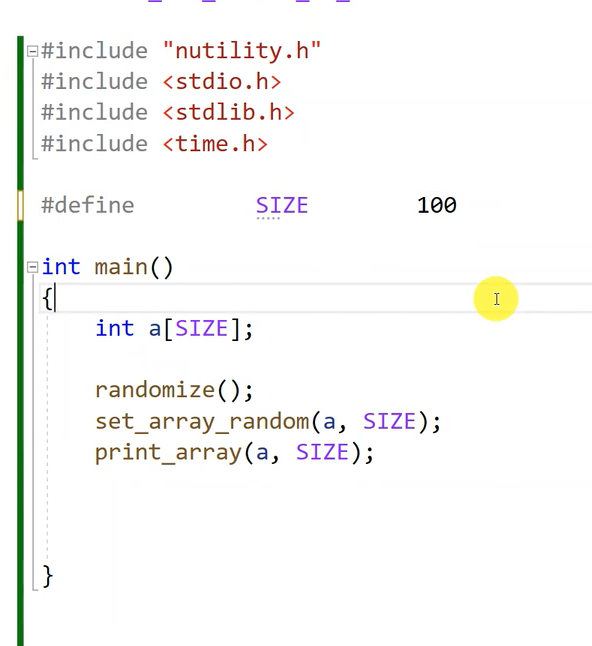 #include "nutility.h"
#include <stdio.h>
#include <stdlib.h>
#include <time.h>
#define SIZE 100
int main()
{
int a[SIZE];
randomize();
set_array_random(a, SIZE);
print_array(a, SIZE);
}